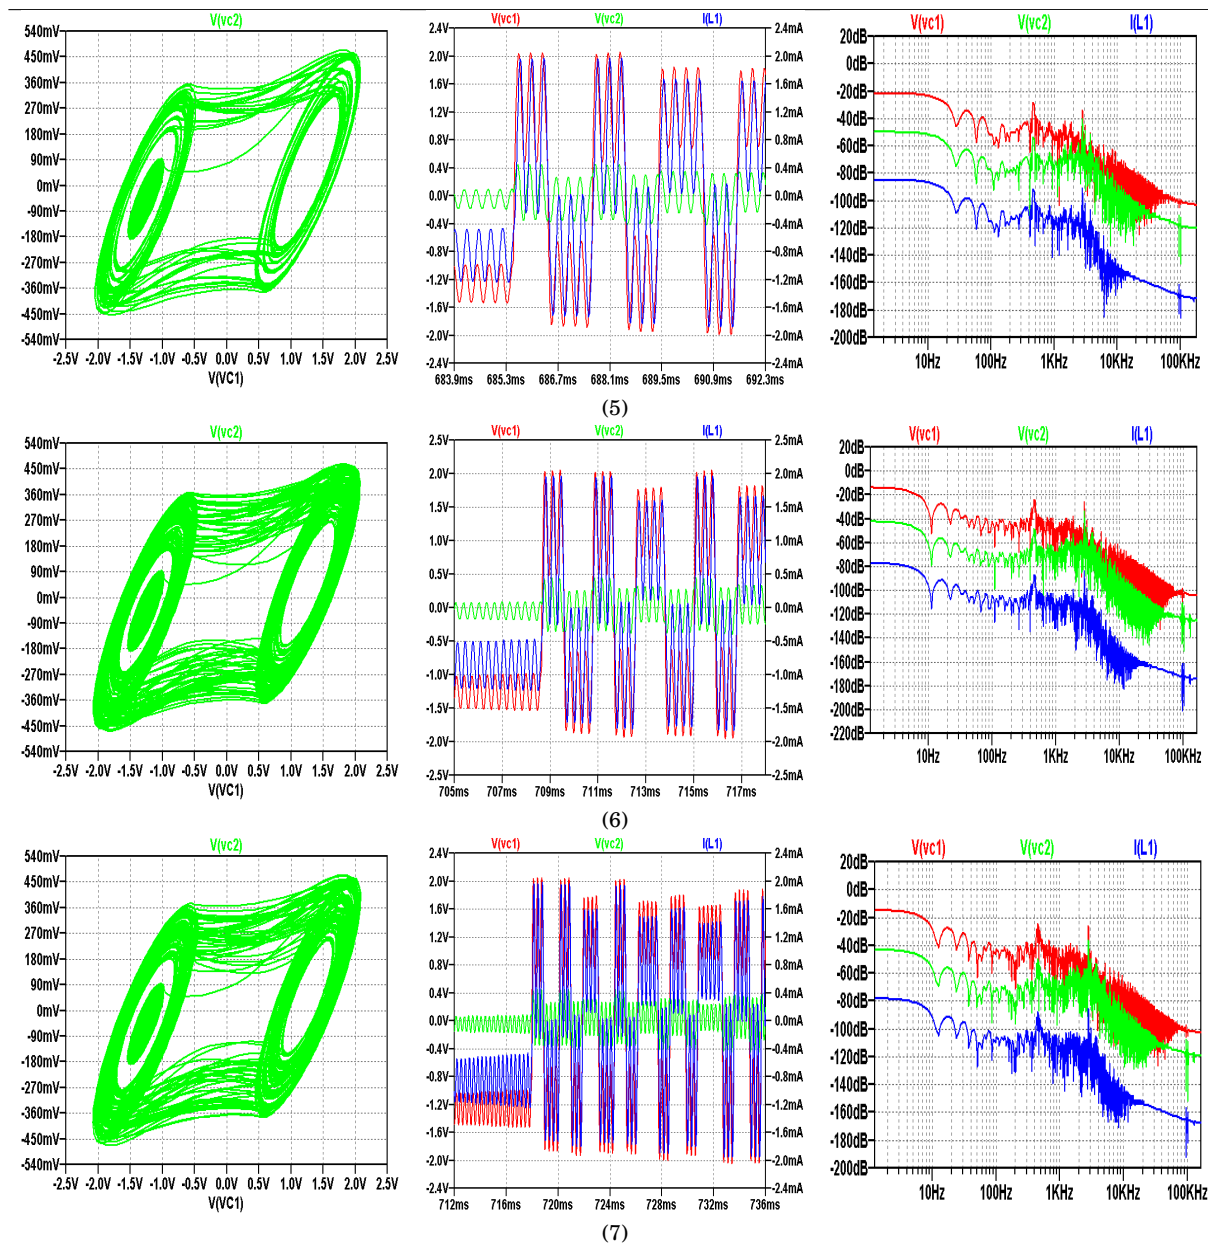 V(vc2)
540mV
450mV
360mV
270mV
180mV
90mV
0mV
-90mV
-180mV
-270mV
-360mV
-450mV
-540mV
-2.5V -2.0V -1.5V -1.0V -0.5V 0.0V 0.5V 1.0V 1.5V 2.0V 2.5V
V(VC1)
V(vc1) V(vc2) I(L1)
2.4V 2.4mA
2.0V 2.0mA
1.6V 1.6mA
1.2V 1.2mA
0.8V 0.8mA
0.4V 0.4mA
0.0V 0.0mA
-0.4V -0.4mA
-0.8V -0.8mA
-1.2V -1.2mA
-1.6V -1.6mA
-2.0V -2.0mA
-2.4V -2.4mA
683.9ms 685.3ms 686.7ms 688.1ms 689.5ms 690.9ms 692.3ms
V(vc1) V(vc2) I(L1)
20dB
0dB
-20dB
-40dB
-60dB
-80dB
-100dB
-120dB
-140dB
-160dB
-180dB
-200dB
10Hz 100Hz 1KHz 10KHz 100KHz
(5)
V(vc2)
540mV
450mV
360mV
270mV
180mV
90mV
0mV
-90mV
-180mV
-270mV
-360mV
-450mV
-540mV
-2.5V -2.0V -1.5V -1.0V -0.5V 0.0V 0.5V 1.0V 1.5V 2.0V 2.5V
V(VC1)
V(vc1) V(vc2) I(L1)
2.5V 2.5mA
2.0V 2.0mA
1.5V 1.5mA
1.0V 1.0mA
0.5V 0.5mA
0.0V 0.0mA
-0.5V -0.5mA
-1.0V -1.0mA
-1.5V -1.5mA
-2.0V -2.0mA
-2.5V -2.5mA
705ms 707ms 709ms 711ms 713ms 715ms 717ms
V(vc1) V(vc2) I(L1)
20dB
0dB
-20dB
-40dB
-60dB
-80dB
-100dB
-120dB
-140dB
-160dB
-180dB
-200dB
-220dB
10Hz 100Hz 1KHz 10KHz 100KHz
(6)
V(vc2)
540mV
450mV
360mV
270mV
180mV
90mV
0mV
-90mV
-180mV
-270mV
-360mV
-450mV
-540mV
-2.5V -2.0V -1.5V -1.0V -0.5V 0.0V 0.5V 1.0V 1.5V 2.0V 2.5V
V(VC1)
V(vc1) V(vc2) I(L1)
2.4V 2.4mA
2.0V 2.0mA
1.6V 1.6mA
1.2V 1.2mA
0.8V 0.8mA
0.4V 0.4mA
0.0V 0.0mA
-0.4V -0.4mA
-0.8V -0.8mA
-1.2V -1.2mA
-1.6V -1.6mA
-2.0V -2.0mA
-2.4V -2.4mA
712ms 716ms 720ms 724ms 728ms 732ms 736ms
V(vc1) V(vc2) I(L1)
20dB
0dB
-20dB
-40dB
-60dB
-80dB
-100dB
-120dB
-140dB
-160dB
-180dB
-200dB
10Hz 100Hz 1KHz 10KHz 100KHz
(7)